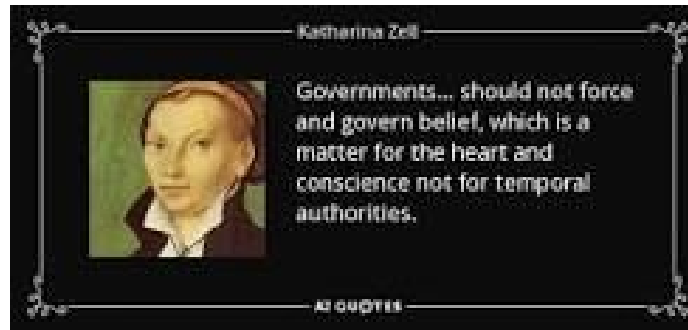 Katharina Zell
Governments... should not force
and govern belief, which is a
matter for the heart and
conscience not for temporal
authorities.
AZ QUOTES